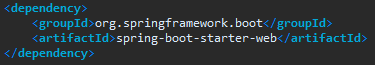 <dependency>
    <groupId>org.springframework.boot</groupId>
    <artifactId>spring-boot-starter-web</artifactId>
</dependency>